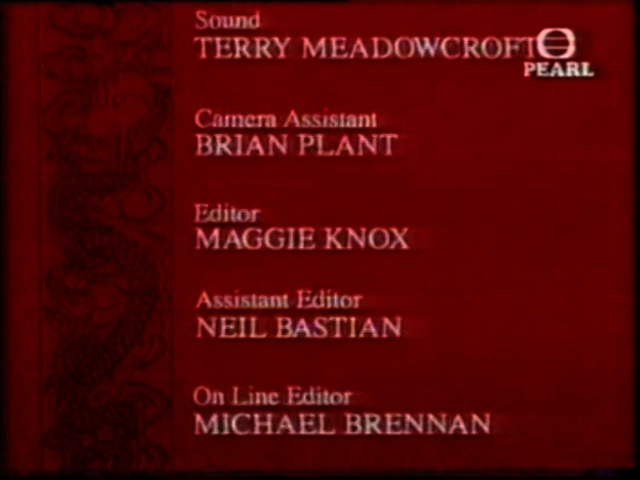 Sound
TERRY MEADOWCROFT
PEARL
Camera Assistant
BRIAN PLANT
Editor
MAGGIE KNOX
Assistant Editor
NEIL BASTIAN
On Line Editor
MICHAEL BRENNAN